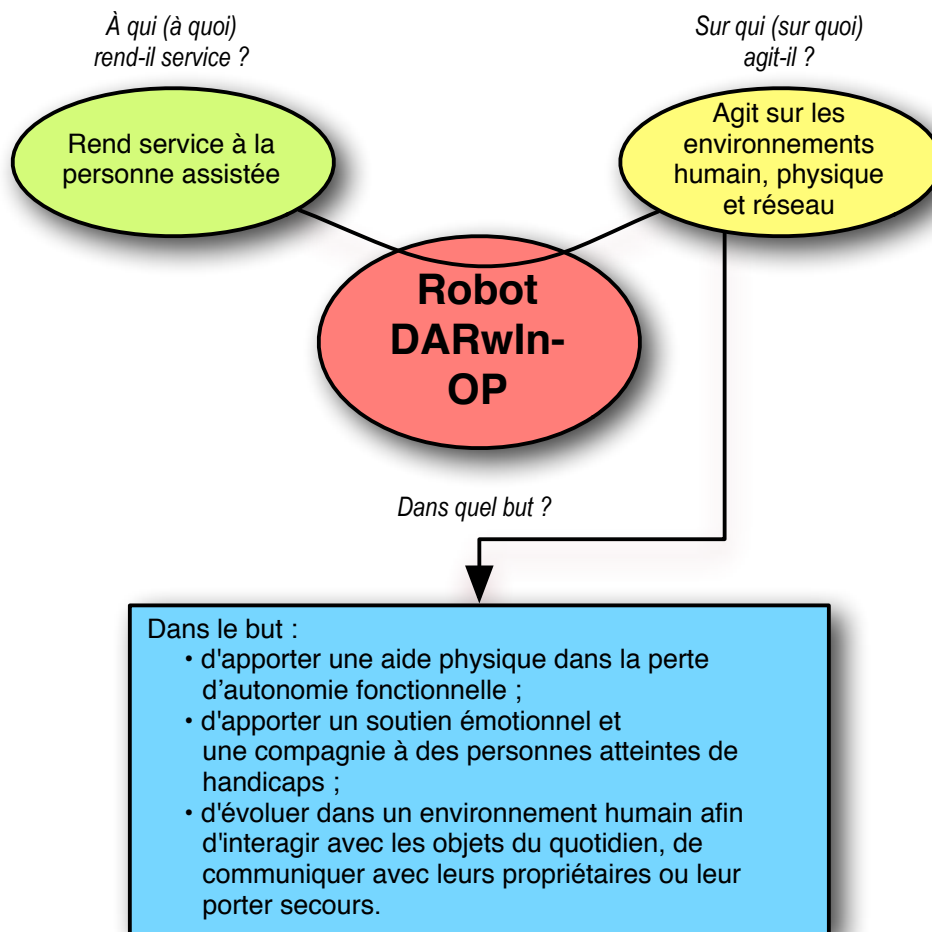 À qui (à quoi)
rend-il service ?
Sur qui (sur quoi)
agit-il ?
Rend service à la
personne assistée
Agit sur les
environnements
humain, physique
et réseau
Robot
DARwIn-
OP
Dans quel but ?
Dans le but :
• d'apporter une aide physique dans la perte
d’autonomie fonctionnelle ;
• d'apporter un soutien émotionnel et
une compagnie à des personnes atteintes de
handicaps ;
• d'évoluer dans un environnement humain afin
d'interagir avec les objets du quotidien, de
communiquer avec leurs propriétaires ou leur
porter secours.